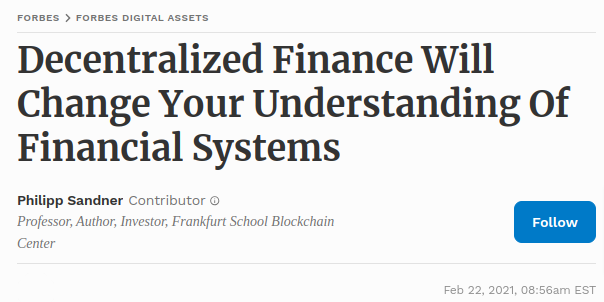 FORBES > FORBES DIGITAL ASSETS
Decentralized Finance Will
Change Your Understanding Of
Financial Systems
Philipp Sandner Contributor
Professor, Author, Investor, Frankfurt School Blockchain
Center
Follow
Feb 22, 2021, 08:56am EST